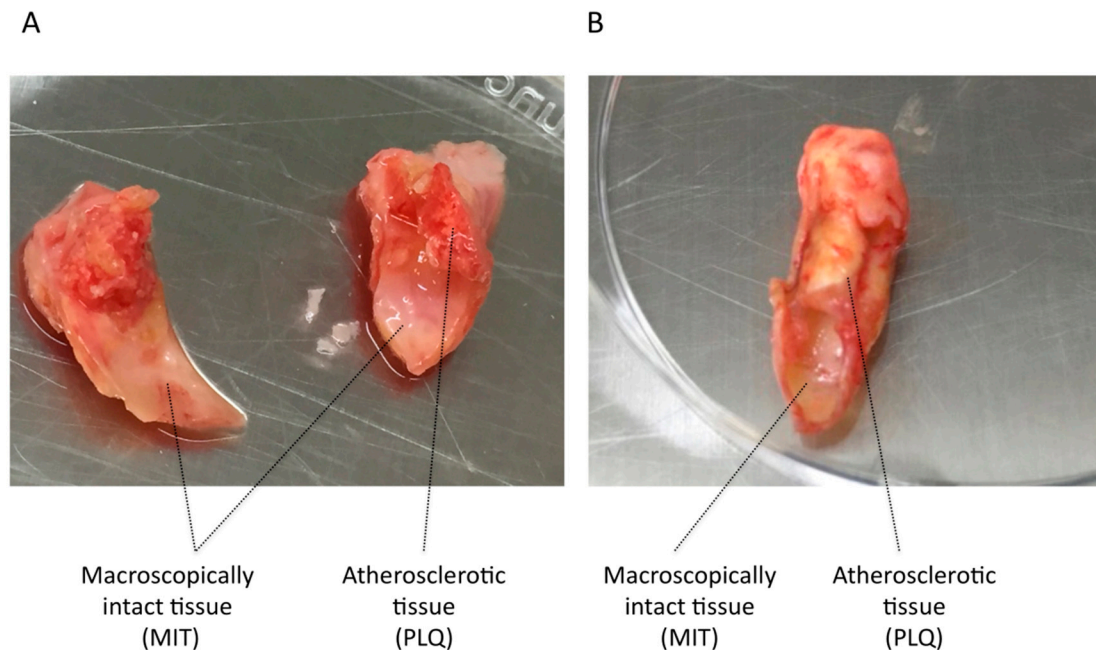 A
B
Macroscopically
intact tissue
(MIT)
Atherosclerotic
tissue
(PLQ)
Macroscopically
intact tissue
(MIT)
Atherosclerotic
tissue
(PLQ)